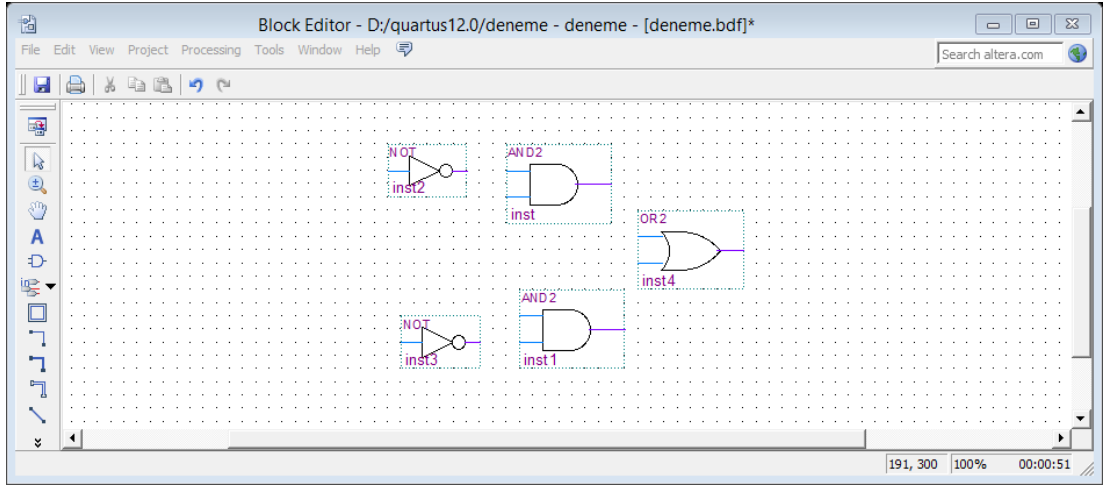 Block Editor - D:/quartus12.0/deneme - deneme - [deneme.bdf]*
File Edit View Project Processing Tools Window Help
Search altera.com
NOT
inst2
AND2
inst
OR2
inst4
AND2
inst1
NOT
inst3
A
191, 300 100% 00:00:51